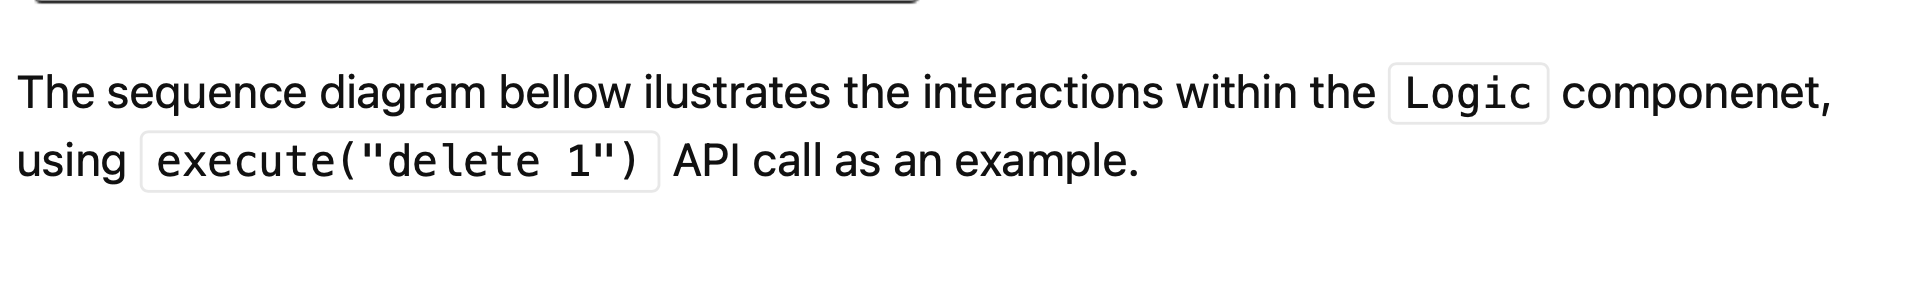 The sequence diagram bellow ilustrates the interactions within the Logic componenet,
using execute("delete 1") API call as an example.